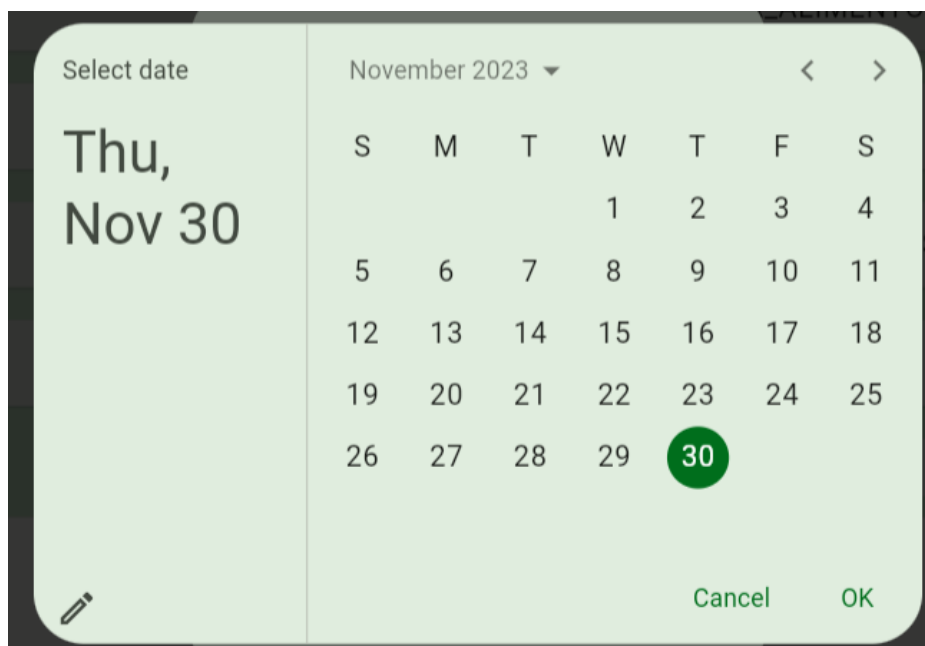 _ALIMENTO
Select date
Thu,
Nov 30
November 2023
S M T W T F S
1 2 3 4
5 6 7 8 9 10 11
12 13 14 15 16 17 18
19 20 21 22 23 24 25
26 27 28 29 30
Cancel OK